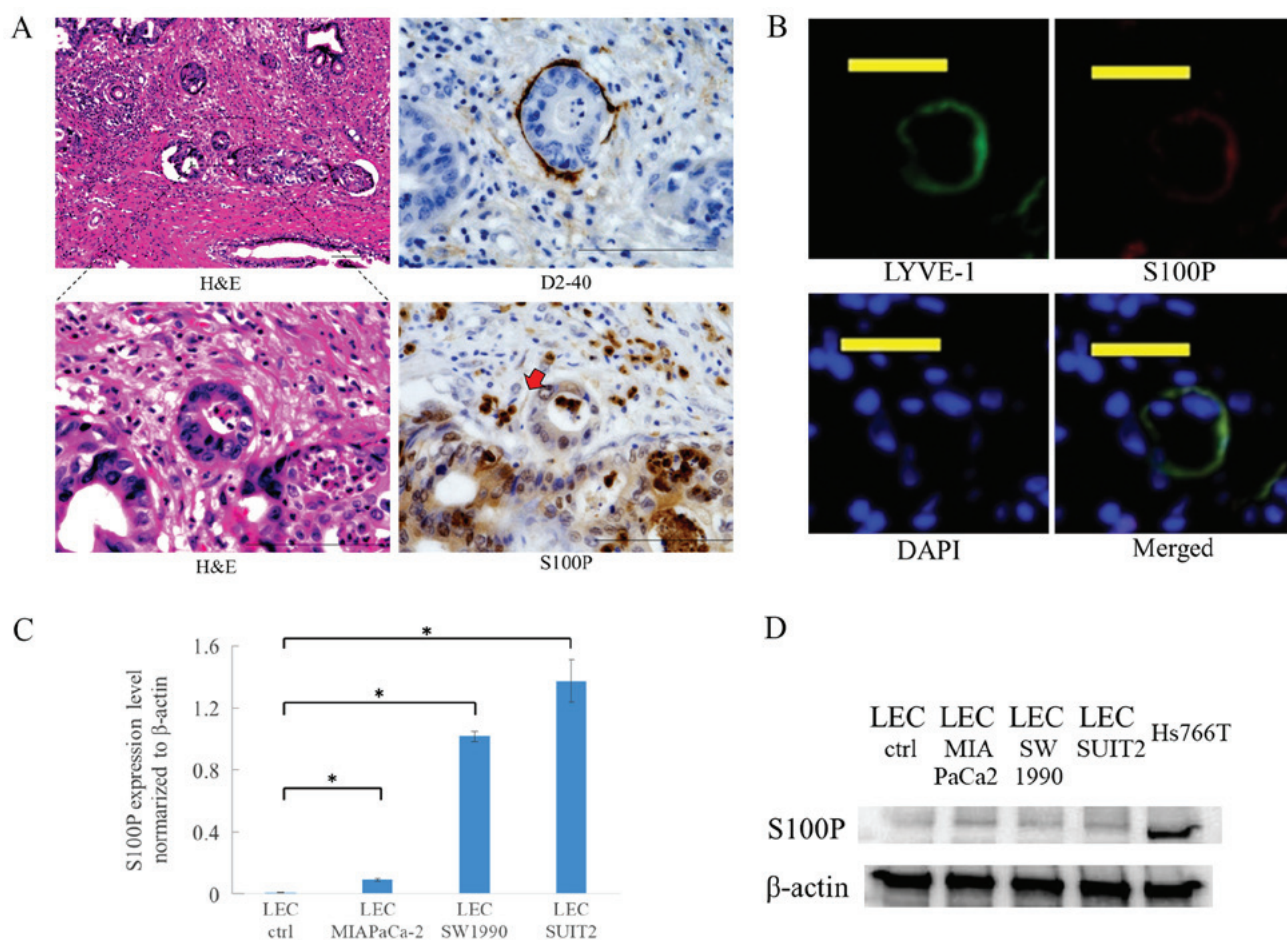 A
H&E
D2-40
H&E
S100P
B
LYVE-1
S100P
DAPI
Merged
C
S100P expression level
normarized to β-actin
1.6
1.2
0.8
0.4
0
*
*
*
LEC
ctrl
LEC
MIAPaCa-2
LEC
SW1990
LEC
SUIT2
D
LEC
ctrl
LEC
MIA
PaCa2
LEC
SW
1990
LEC
SUIT2
Hs766T
S100P
β-actin